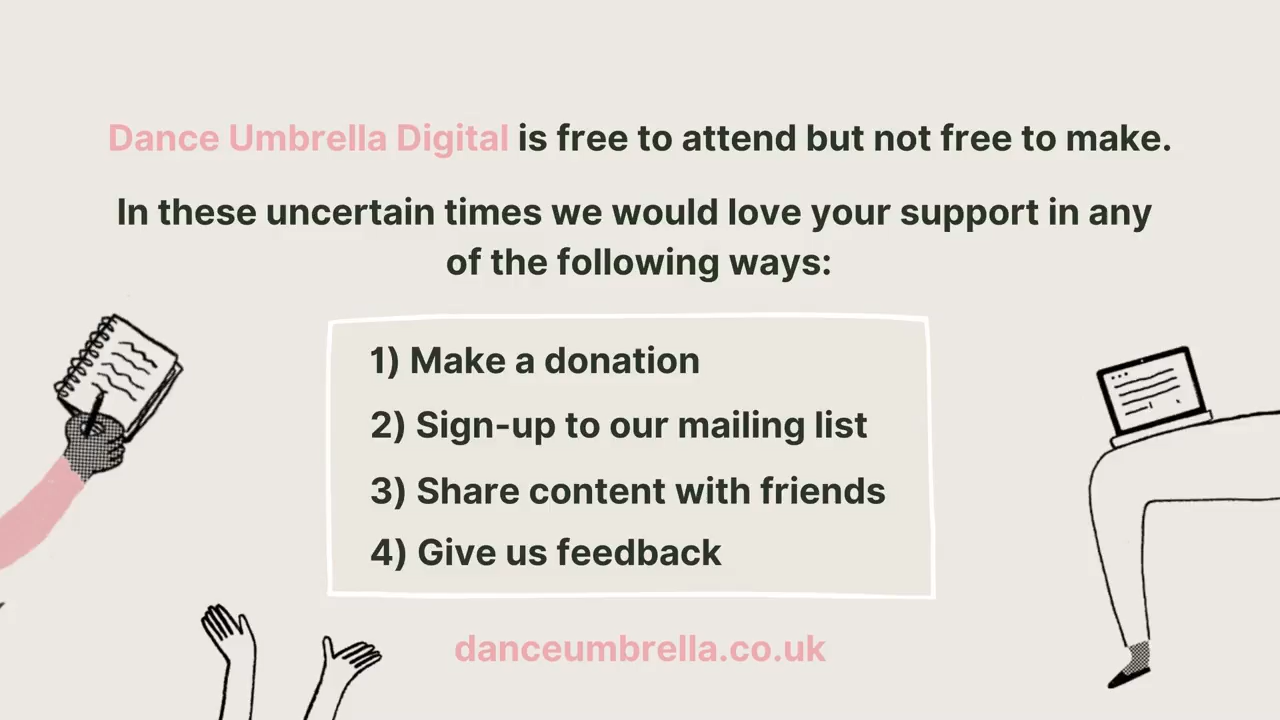 Dance Umbrella Digital is free to attend but not free to make.
In these uncertain times we would love your support in any
of the following ways:
1) Make a donation
2) Sign-up to our mailing list
3) Share content with friends
4) Give us feedback
danceumbrella.co.uk